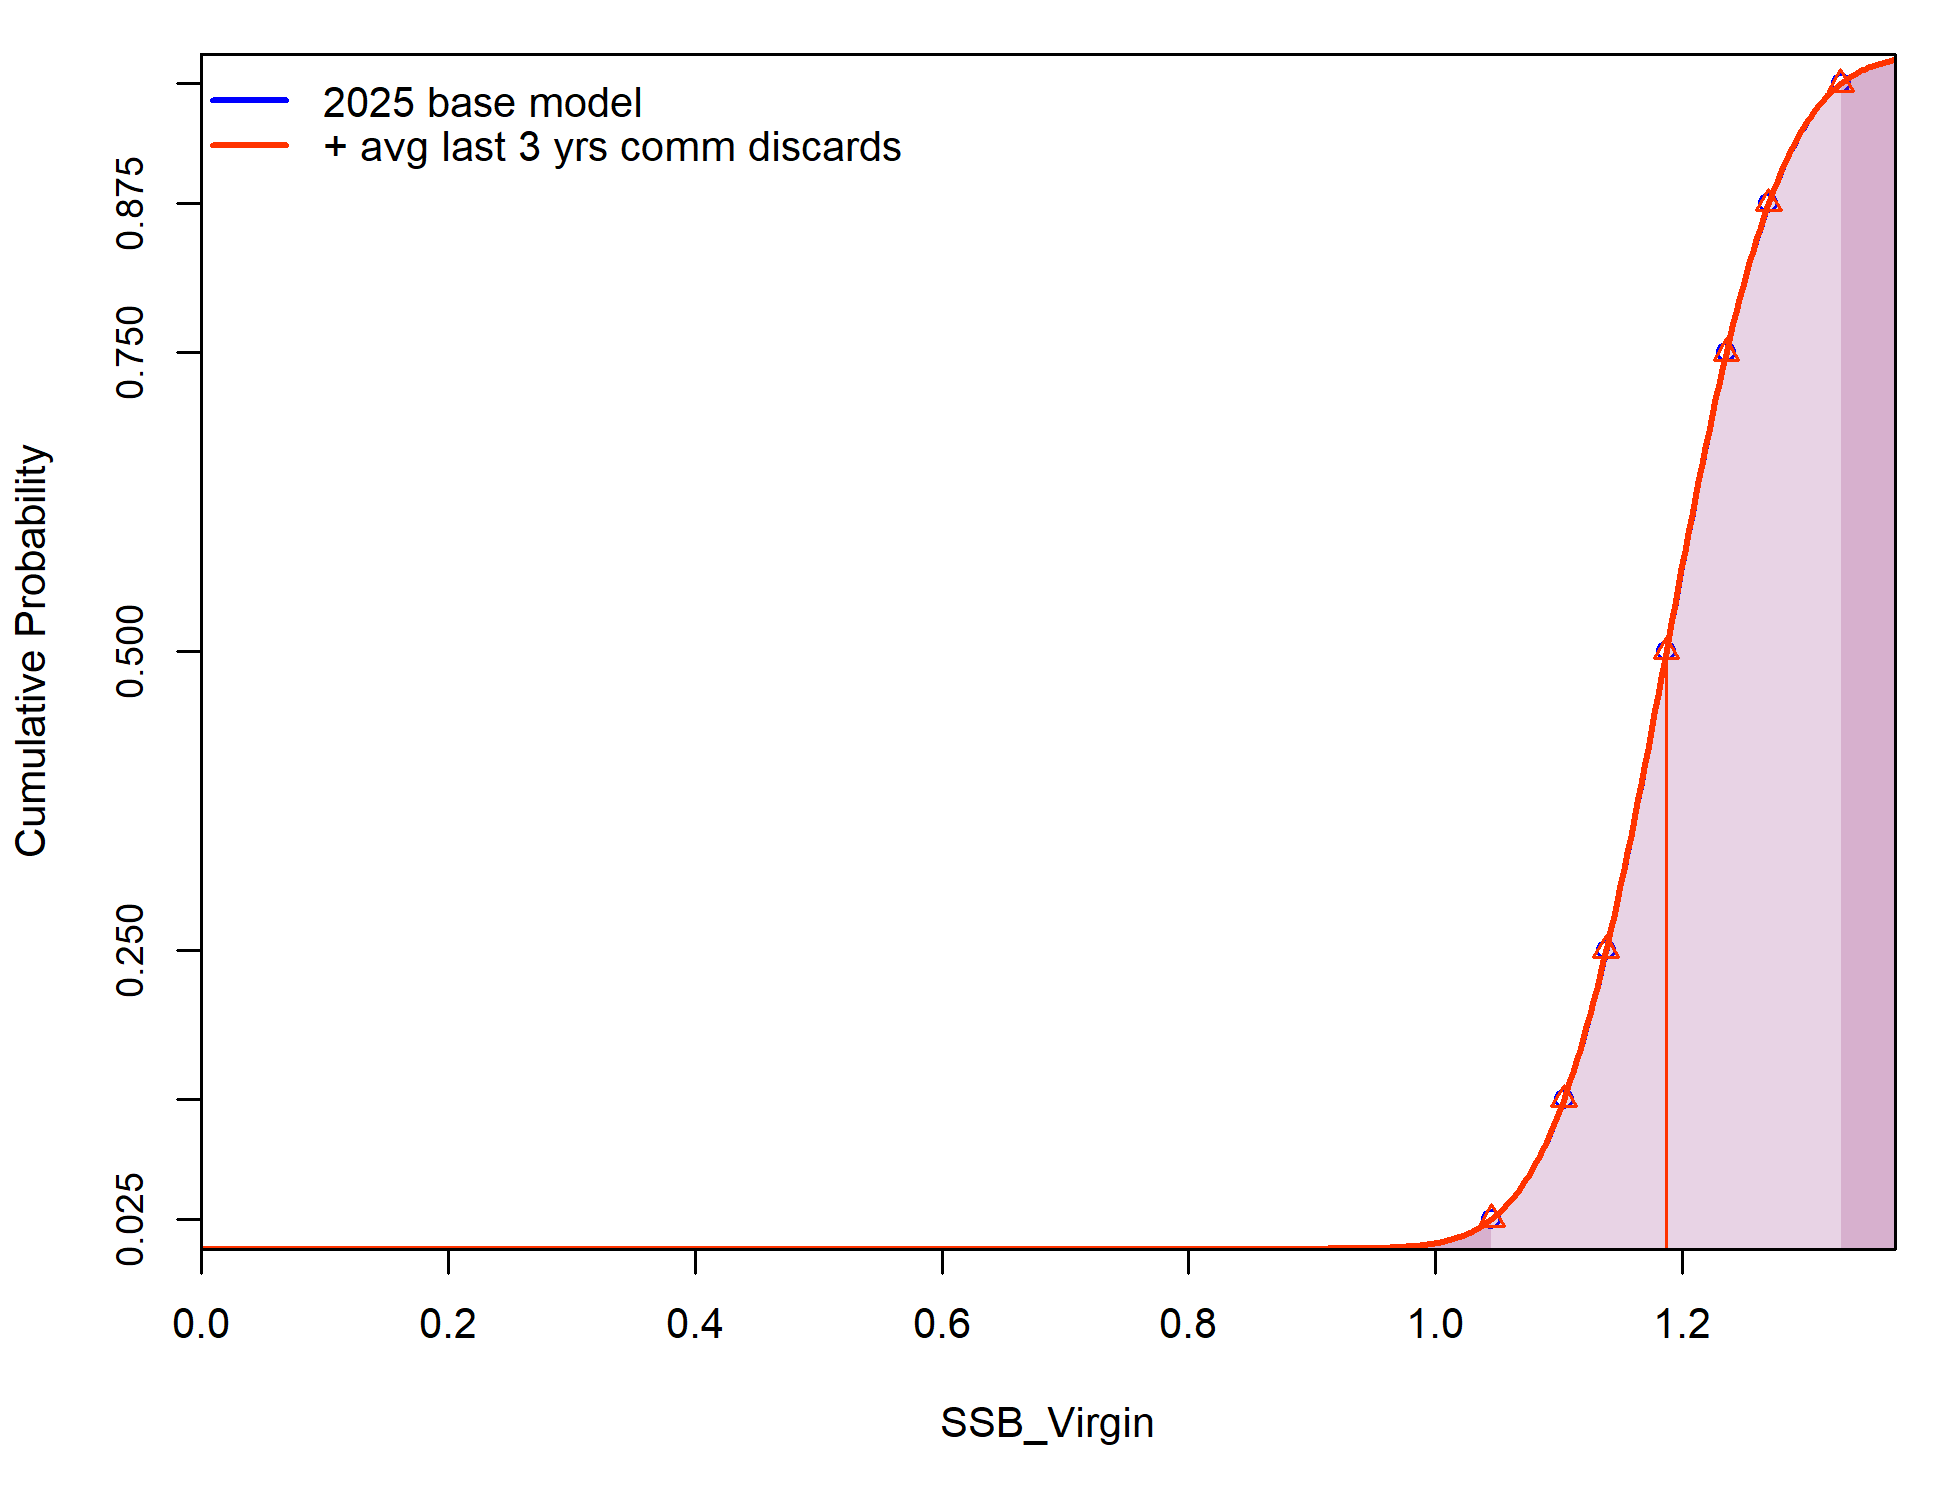 2025 base model
+ avg last 3 yrs comm discards
Cumulative Probability
0.875
0.750
0.500
0.250
0.025
0.0 0.2 0.4 0.6 0.8 1.0 1.2
SSB_Virgin